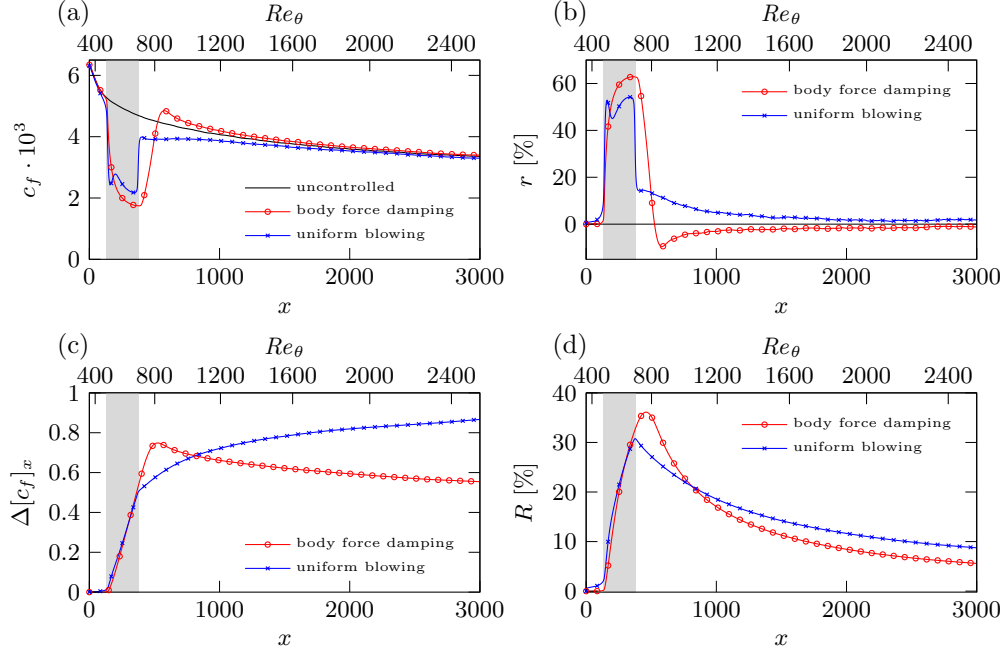 (a) Re_θ
400 800 1200 1600 2000 2400
6
4
2
0
c_f · 10^3
uncontrolled
body force damping
uniform blowing
0 1000 2000 3000
x
(b) Re_θ
400 800 1200 1600 2000 2400
60
40
20
0
r [%]
body force damping
uniform blowing
0 1000 2000 3000
x
(c) Re_θ
400 800 1200 1600 2000 2400
1
0.8
0.6
0.4
0.2
0
Δ[c_f]_x
body force damping
uniform blowing
0 1000 2000 3000
x
(d) Re_θ
400 800 1200 1600 2000 2400
40
30
20
10
0
R [%]
body force damping
uniform blowing
0 1000 2000 3000
x